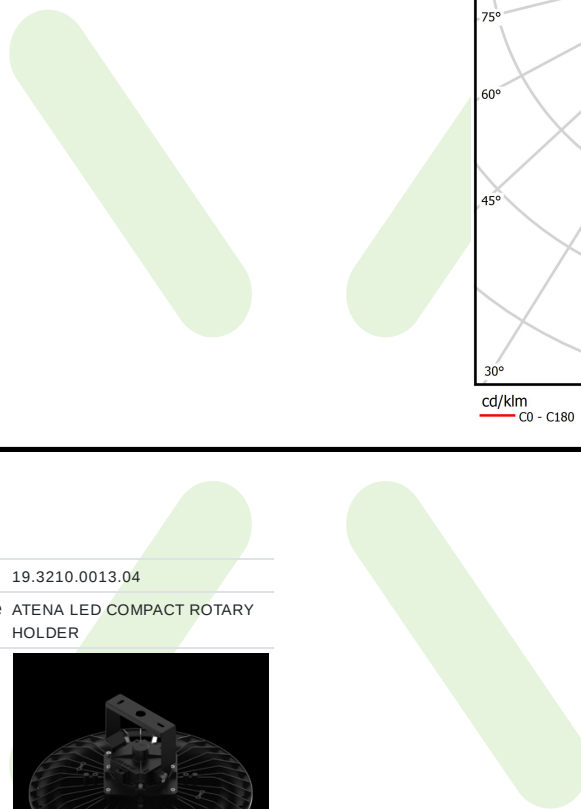 75°
60°
45°
30°
cd/klm
C0 - C180
19.3210.0013.04
ATENA LED COMPACT ROTARY
HOLDER